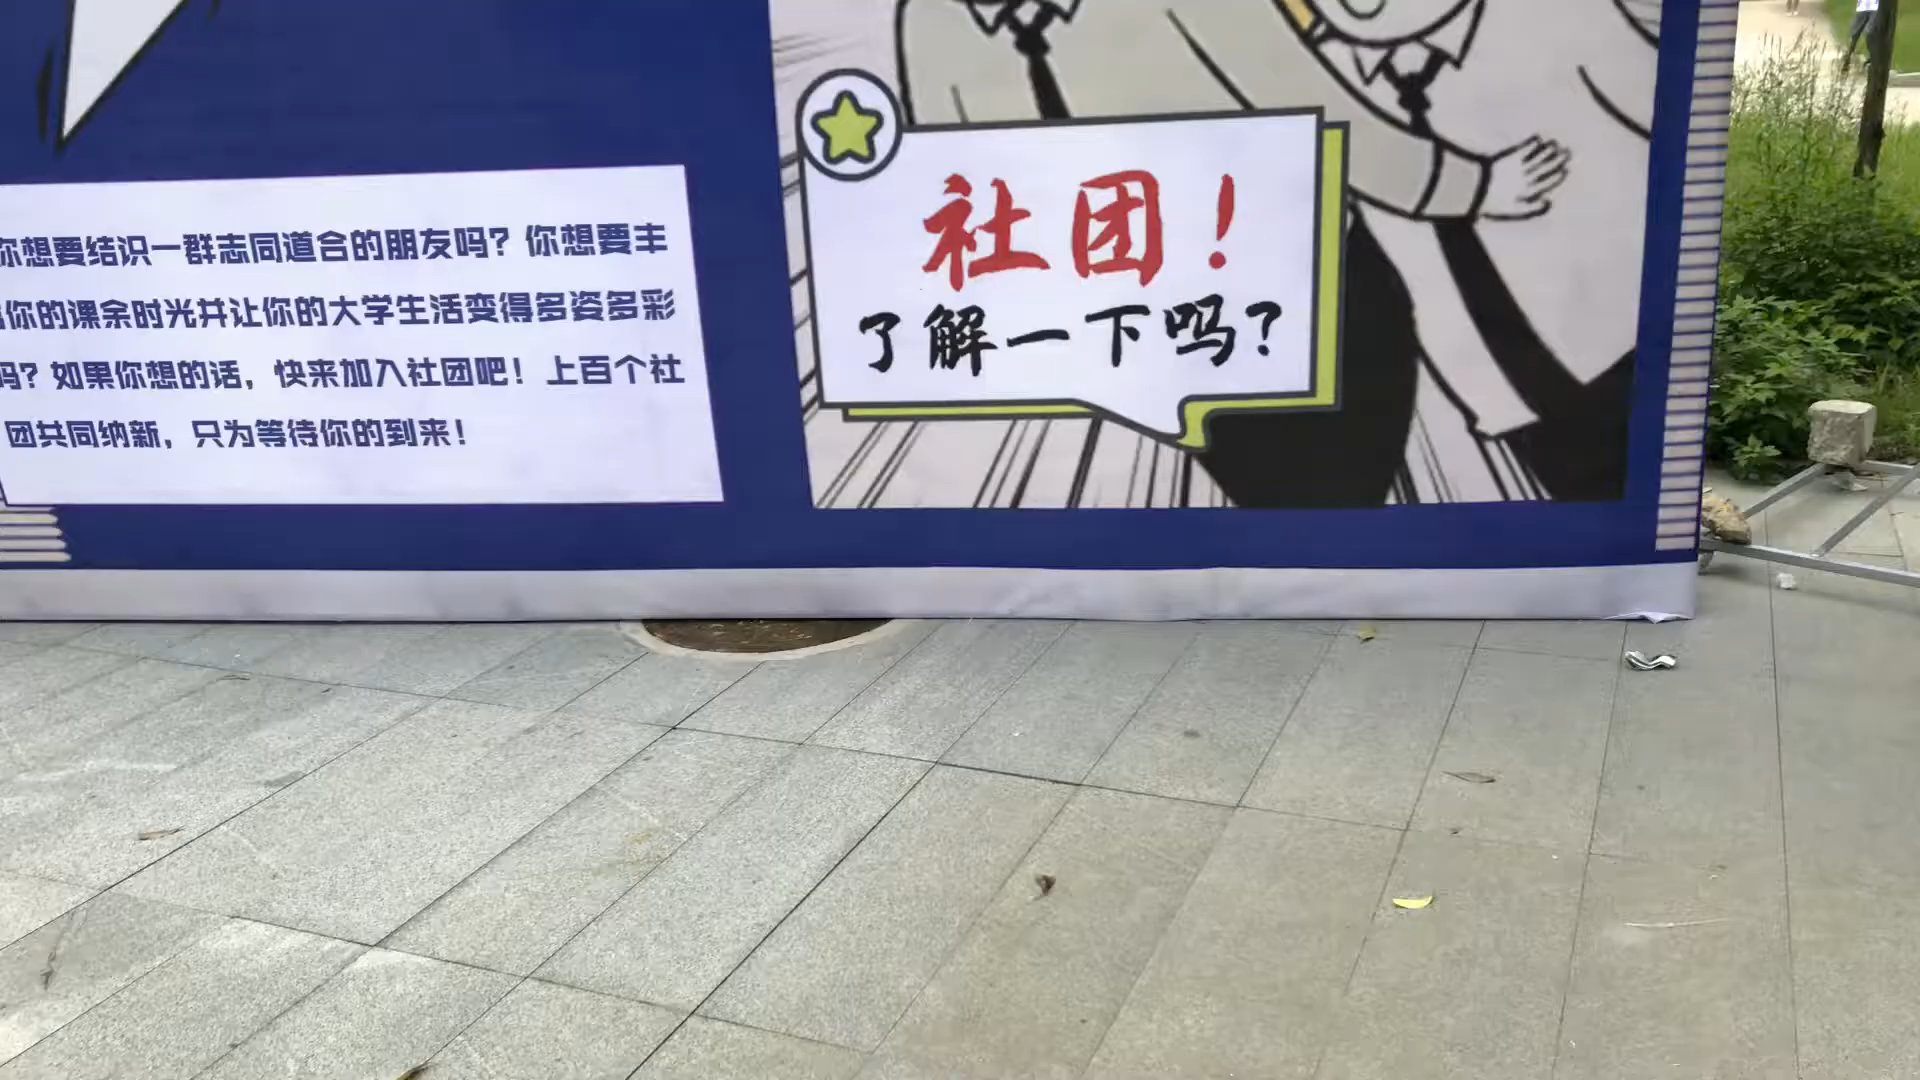 你想要结识一群志同道合的朋友吗？你想要丰
你的课余时光并让你的大学生活变得多姿多彩
吗？如果你想的话，快来加入社团吧！上百个社
团共同纳新，只为等待你的到来！
社团！
了解一下吗？